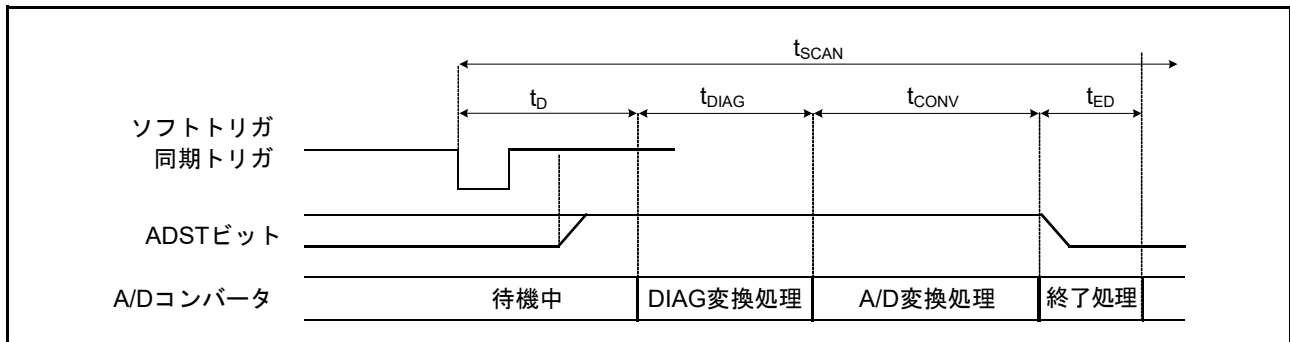 tSCAN
tD tDIAG tCONV tED
ソフトトリガ
同期トリガ
ADSTビット
A/Dコンバータ 待機中 DIAG変換処理 A/D変換処理 終了処理